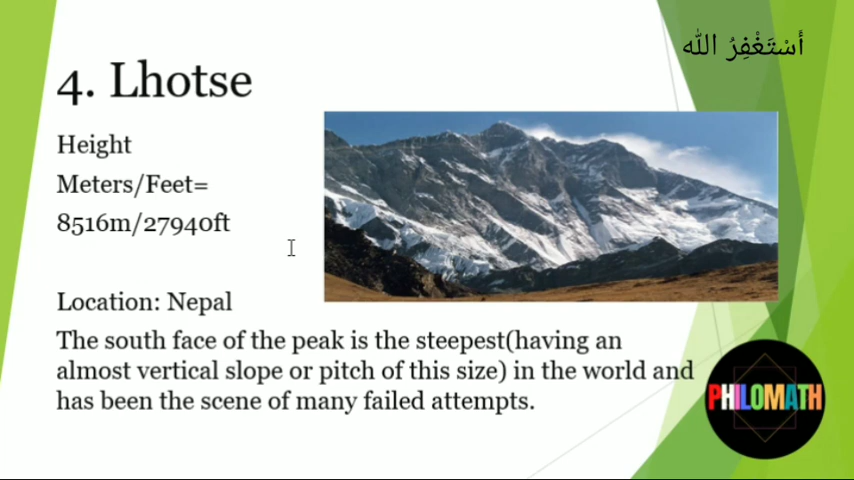 أَسْتَغْفِرُ اللّٰه
4. Lhotse
Height
Meters/Feet=
8516m/27940ft
Location: Nepal
The south face of the peak is the steepest(having an
almost vertical slope or pitch of this size) in the world and
has been the scene of many failed attempts.
PHILOMATH